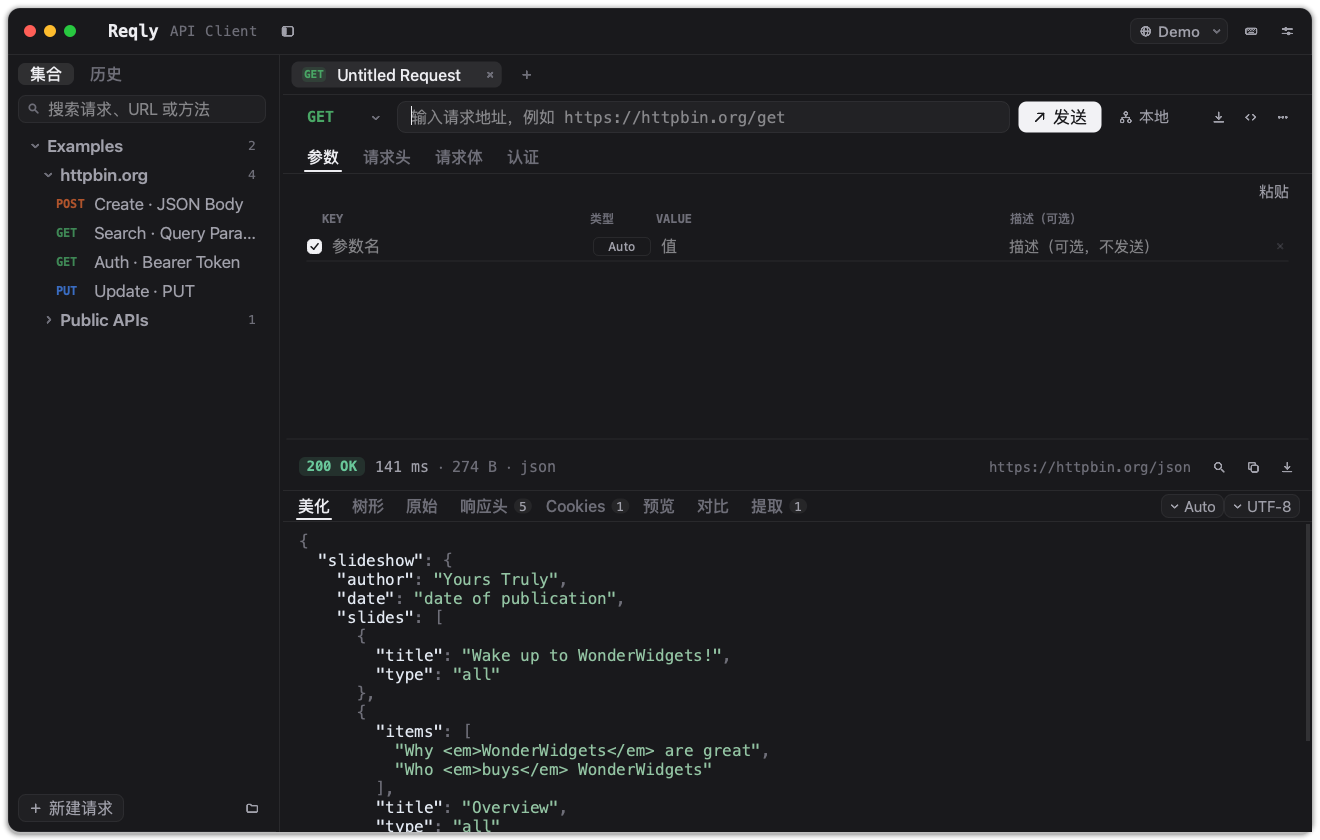 Reqly API Client
Demo
集合 历史
搜索请求、URL 或方法
Examples 2
httpbin.org 4
POST Create · JSON Body
GET Search · Query Para...
GET Auth · Bearer Token
PUT Update · PUT
Public APIs 1
+ 新建请求
GET Untitled Request × +
GET 输入请求地址，例如 https://httpbin.org/get 发送 本地
参数 请求头 请求体 认证
粘贴
KEY 类型 VALUE 描述（可选）
参数名 Auto 值 描述（可选，不发送） ×
200 OK 141 ms · 274 B · json https://httpbin.org/json
美化 树形 原始 响应头 5 Cookies 1 预览 对比 提取 1 Auto UTF-8
{
"slideshow": {
"author": "Yours Truly",
"date": "date of publication",
"slides": [
{
"title": "Wake up to WonderWidgets!",
"type": "all"
},
{
"items": [
"Why <em>WonderWidgets</em> are great",
"Who <em>buys</em> WonderWidgets"
],
"title": "Overview",
"type": "all"